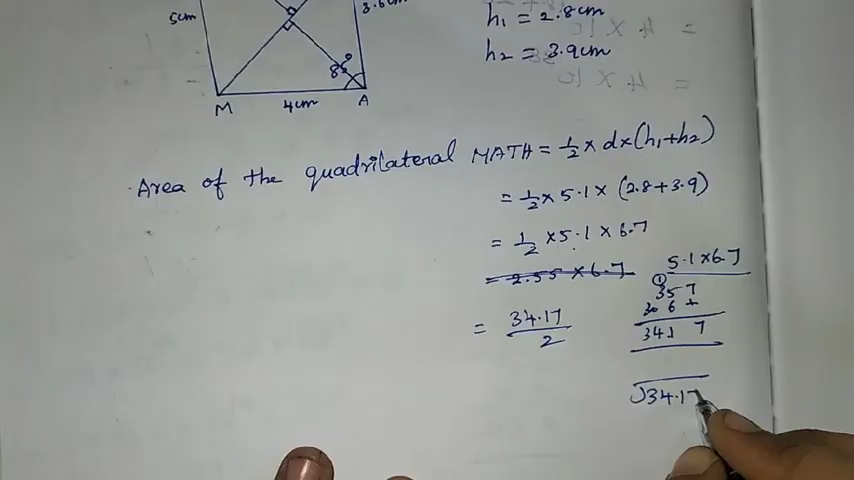 5cm
3.6cm
h₁ = 2.8cm
h₂ = 3.9cm
M 4cm A
Area of the quadrilateral MATH = 1/2 × d × (h₁+h₂)
= 1/2 × 5.1 × (2.8+3.9)
= 1/2 × 5.1 × 6.7
= 2.55 × 6.7
= 34.17/2
5.1×6.7
1
357
306+
3417
34.17